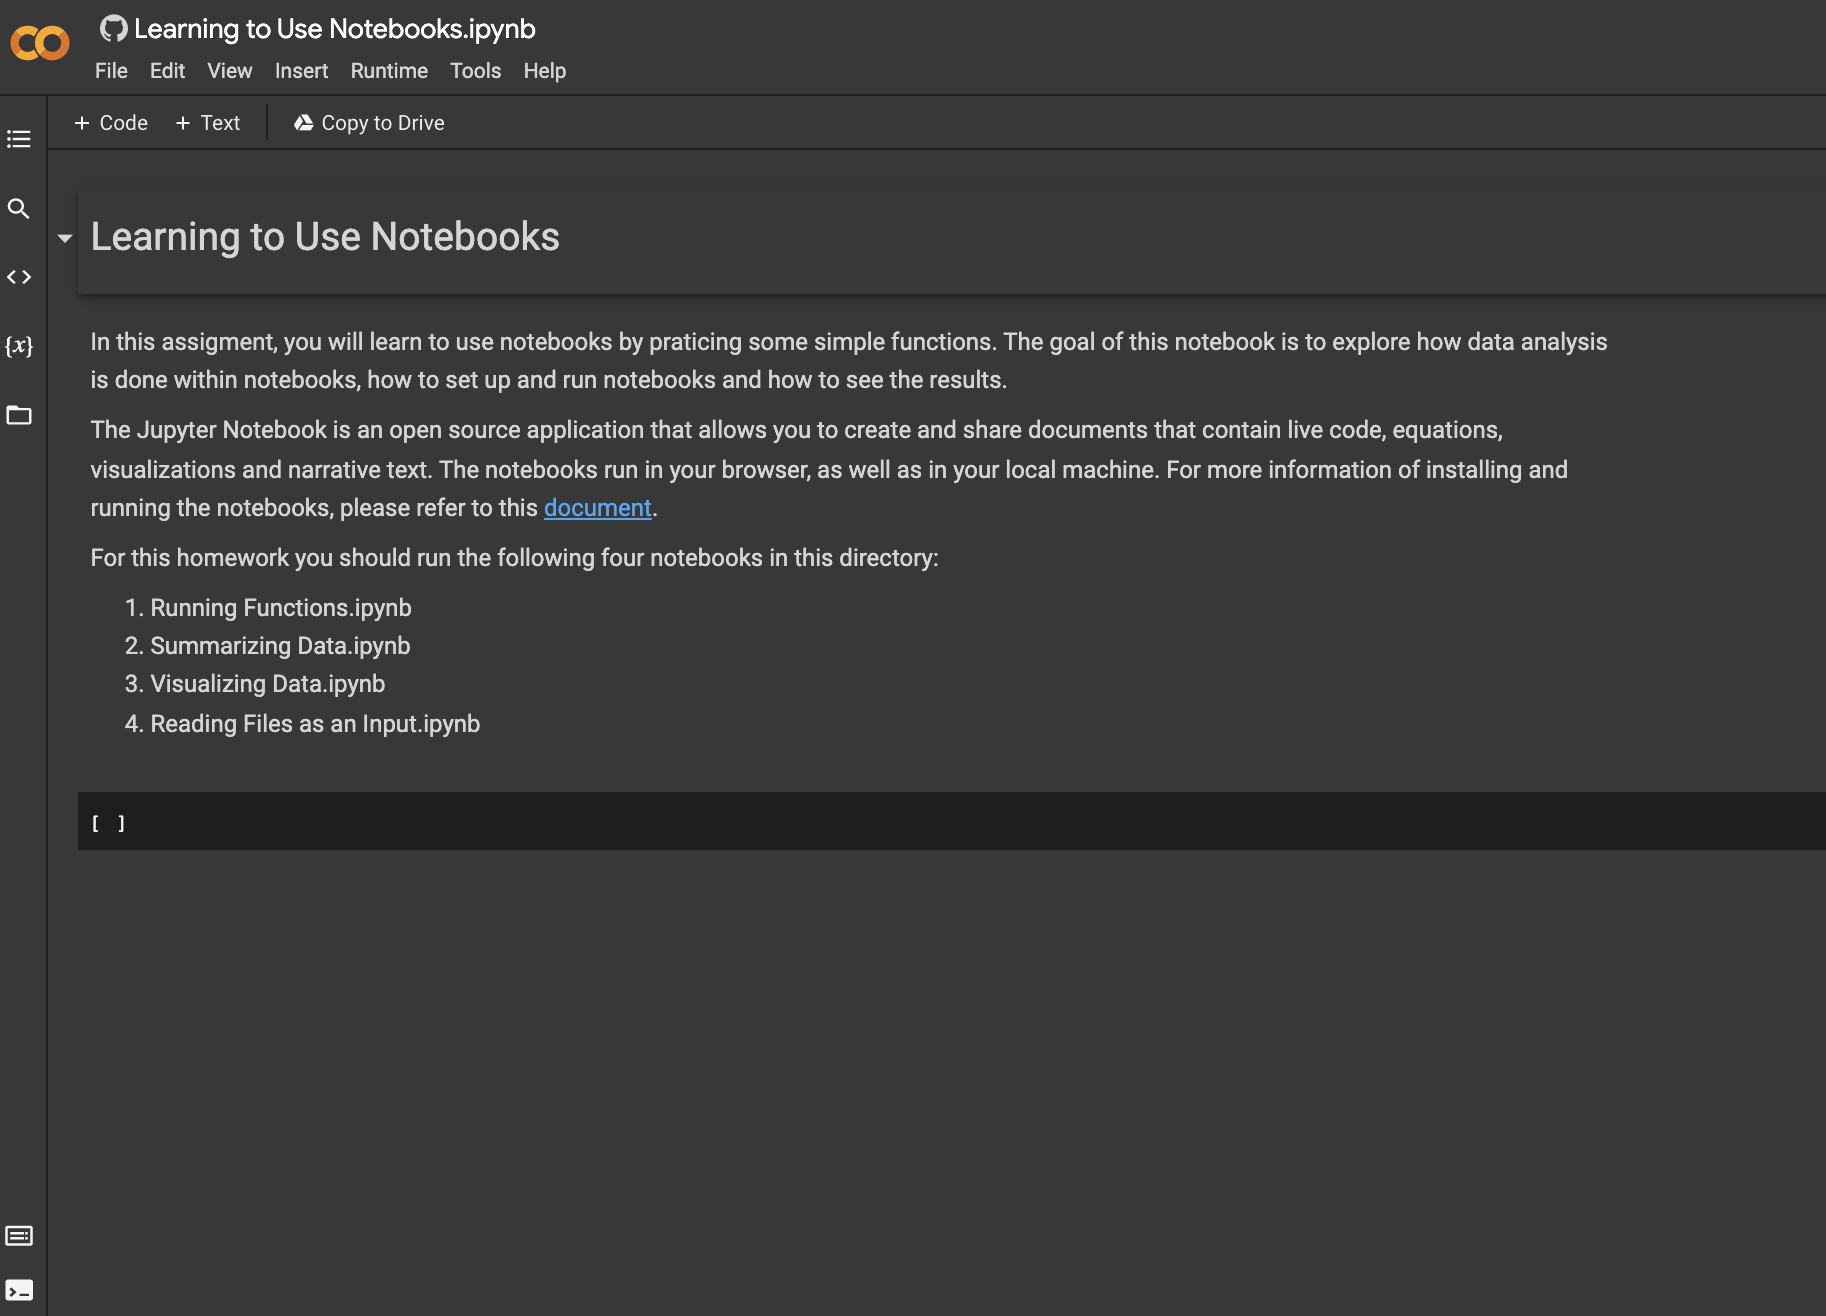 Learning to Use Notebooks.ipynb
File Edit View Insert Runtime Tools Help
+ Code + Text Copy to Drive
Learning to Use Notebooks
In this assigment, you will learn to use notebooks by praticing some simple functions. The goal of this notebook is to explore how data analysis
is done within notebooks, how to set up and run notebooks and how to see the results.
The Jupyter Notebook is an open source application that allows you to create and share documents that contain live code, equations,
visualizations and narrative text. The notebooks run in your browser, as well as in your local machine. For more information of installing and
running the notebooks, please refer to this document.
For this homework you should run the following four notebooks in this directory:
1. Running Functions.ipynb
2. Summarizing Data.ipynb
3. Visualizing Data.ipynb
4. Reading Files as an Input.ipynb
[ ]